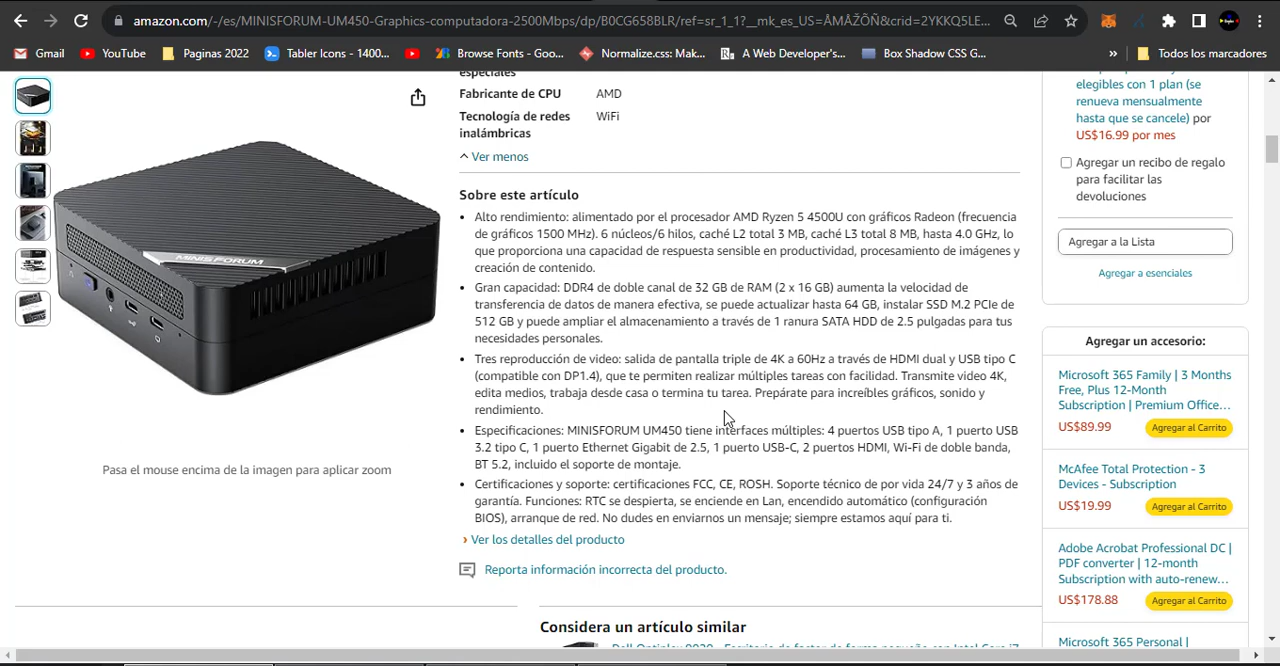 amazon.com/-/es/MINISFORUM-UM450-Graphics-computadora-2500Mbps/dp/B0CG658BLR/ref=sr_1_1?__mk_es_US=ÅMÅŽÕÑ&crid=2YKKQ5LE...
Gmail
YouTube
Paginas 2022
Tabler Icons - 1400...
Browse Fonts - Goo...
Normalize.css: Mak...
A Web Developer's...
Box Shadow CSS G...
»
Todos los marcadores
MINISFORUM
Pasa el mouse encima de la imagen para aplicar zoom
especiales
Fabricante de CPU AMD
Tecnología de redes WiFi
inalámbricas
Ver menos
Sobre este artículo
• Alto rendimiento: alimentado por el procesador AMD Ryzen 5 4500U con gráficos Radeon (frecuencia
de gráficos 1500 MHz). 6 núcleos/6 hilos, caché L2 total 3 MB, caché L3 total 8 MB, hasta 4.0 GHz, lo
que proporciona una capacidad de respuesta sensible en productividad, procesamiento de imágenes y
creación de contenido.
• Gran capacidad: DDR4 de doble canal de 32 GB de RAM (2 x 16 GB) aumenta la velocidad de
transferencia de datos de manera efectiva, se puede actualizar hasta 64 GB, instalar SSD M.2 PCIe de
512 GB y puede ampliar el almacenamiento a través de 1 ranura SATA HDD de 2.5 pulgadas para tus
necesidades personales.
• Tres reproducción de video: salida de pantalla triple de 4K a 60Hz a través de HDMI dual y USB tipo C
(compatible con DP1.4), que te permiten realizar múltiples tareas con facilidad. Transmite video 4K,
edita medios, trabaja desde casa o termina tu tarea. Prepárate para increíbles gráficos, sonido y
rendimiento.
• Especificaciones: MINISFORUM UM450 tiene interfaces múltiples: 4 puertos USB tipo A, 1 puerto USB
3.2 tipo C, 1 puerto Ethernet Gigabit de 2.5, 1 puerto USB-C, 2 puertos HDMI, Wi-Fi de doble banda,
BT 5.2, incluido el soporte de montaje.
• Certificaciones y soporte: certificaciones FCC, CE, ROSH. Soporte técnico de por vida 24/7 y 3 años de
garantía. Funciones: RTC se despierta, se enciende en Lan, encendido automático (configuración
BIOS), arranque de red. No dudes en enviarnos un mensaje; siempre estamos aquí para ti.
› Ver los detalles del producto
Reporta información incorrecta del producto.
Considera un artículo similar
elegibles con 1 plan (se
renueva mensualmente
hasta que se cancele) por
US$16.99 por mes
Agregar un recibo de regalo
para facilitar las
devoluciones
Agregar a la Lista
Agregar a esenciales
Agregar un accesorio:
Microsoft 365 Family | 3 Months
Free, Plus 12-Month
Subscription | Premium Office...
US$89.99 Agregar al Carrito
McAfee Total Protection - 3
Devices - Subscription
US$19.99 Agregar al Carrito
Adobe Acrobat Professional DC |
PDF converter | 12-month
Subscription with auto-renew...
US$178.88 Agregar al Carrito
Microsoft 365 Personal |